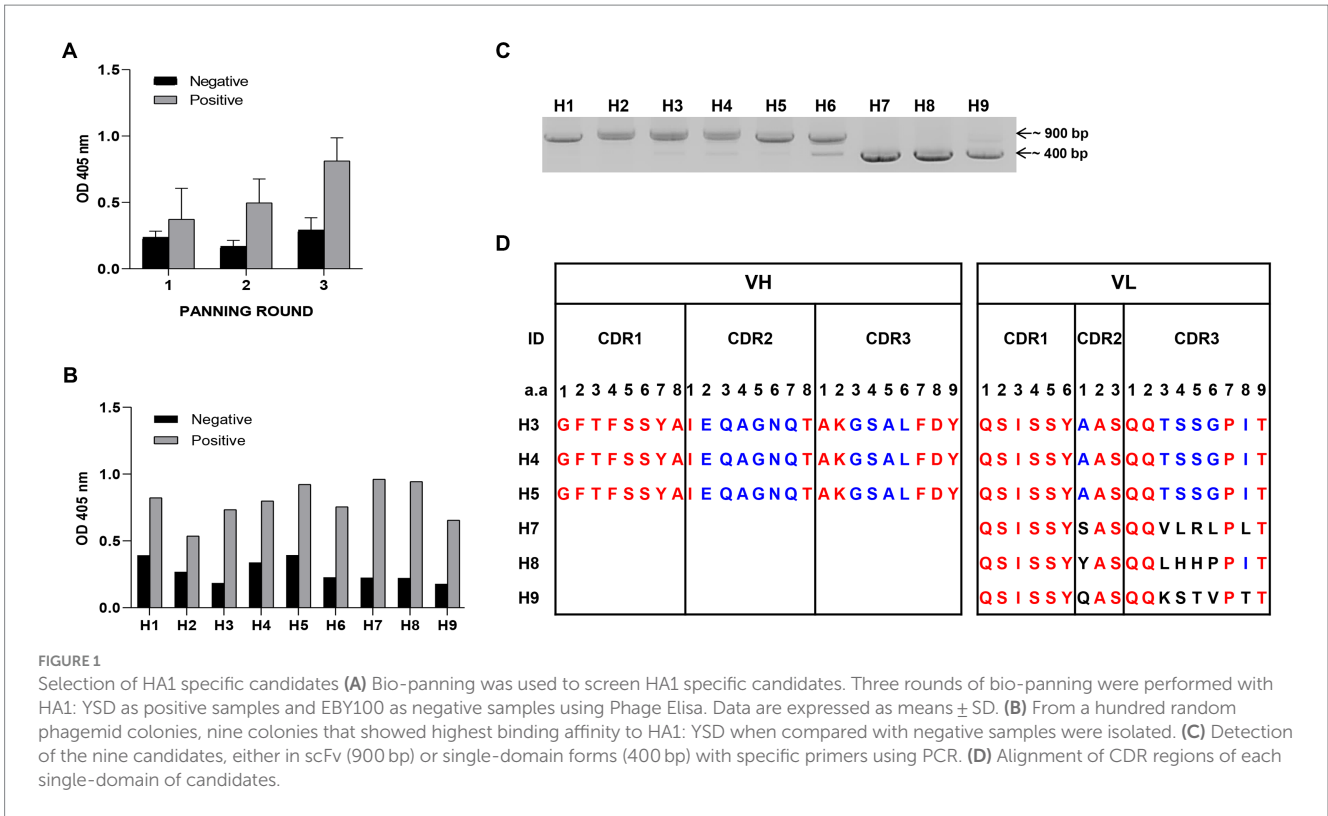 A
1.5
1.0
0.5
0.0
OD 405 nm
Negative
Positive
1 2 3
PANNING ROUND
B
1.5
1.0
0.5
0.0
OD 405 nm
Negative
Positive
H1 H2 H3 H4 H5 H6 H7 H8 H9
C
H1 H2 H3 H4 H5 H6 H7 H8 H9
←~ 900 bp
←~ 400 bp
D
VH VL
ID CDR1 CDR2 CDR3 CDR1 CDR2 CDR3
a.a 1 2 3 4 5 6 7 8 1 2 3 4 5 6 7 8 1 2 3 4 5 6 7 8 9 1 2 3 4 5 6 1 2 3 1 2 3 4 5 6 7 8 9
H3 G F T F S S Y A I E Q A G N Q T A K G S A L F D Y Q S I S S Y A A S Q Q T S S G P I T
H4 G F T F S S Y A I E Q A G N Q T A K G S A L F D Y Q S I S S Y A A S Q Q T S S G P I T
H5 G F T F S S Y A I E Q A G N Q T A K G S A L F D Y Q S I S S Y A A S Q Q T S S G P I T
H7 Q S I S S Y S A S Q Q V L R L P L T
H8 Q S I S S Y Y A S Q Q L H H P P I T
H9 Q S I S S Y Q A S Q Q K S T V P T T
FIGURE 1
Selection of HA1 specific candidates (A) Bio-panning was used to screen HA1 specific candidates. Three rounds of bio-panning were performed with
HA1: YSD as positive samples and EBY100 as negative samples using Phage Elisa. Data are expressed as means ± SD. (B) From a hundred random
phagemid colonies, nine colonies that showed highest binding affinity to HA1: YSD when compared with negative samples were isolated. (C) Detection
of the nine candidates, either in scFv (900 bp) or single-domain forms (400 bp) with specific primers using PCR. (D) Alignment of CDR regions of each
single-domain of candidates.